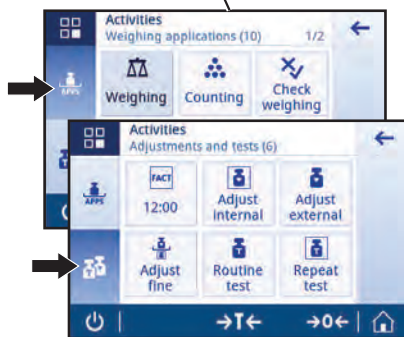 Activities
Weighing applications (10) 1/2
APPS
Weighing
Counting
Check
weighing
Activities
Adjustments and tests (6)
APPS
FACT
12:00
Adjust
internal
Adjust
external
Adjust
fine
Routine
test
Repeat
test
→T←
→0←